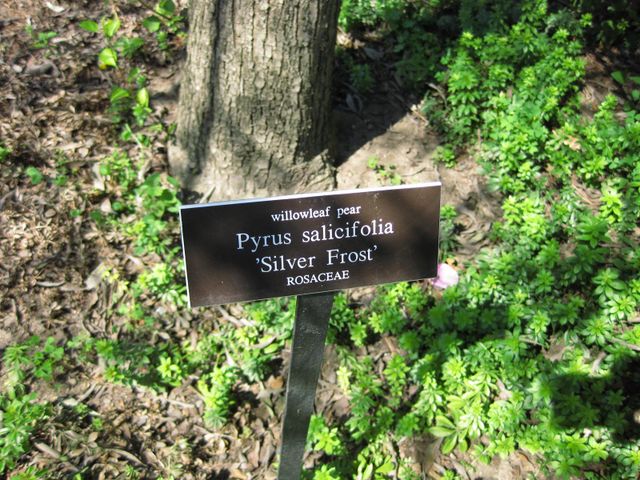 willowleaf pear
Pyrus salicifolia
'Silver Frost'
ROSACEAE